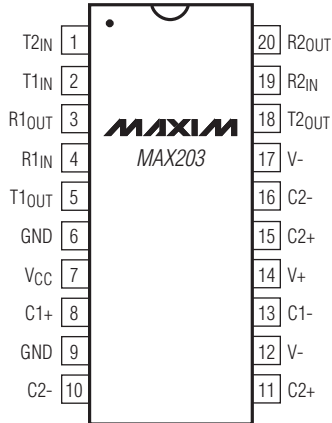 T2IN 1 20 R2OUT
T1IN 2 19 R2IN
R1OUT 3 MAXIM 18 T2OUT
R1IN 4 MAX203 17 V-
T1OUT 5 16 C2-
GND 6 15 C2+
VCC 7 14 V+
C1+ 8 13 C1-
GND 9 12 V-
C2- 10 11 C2+